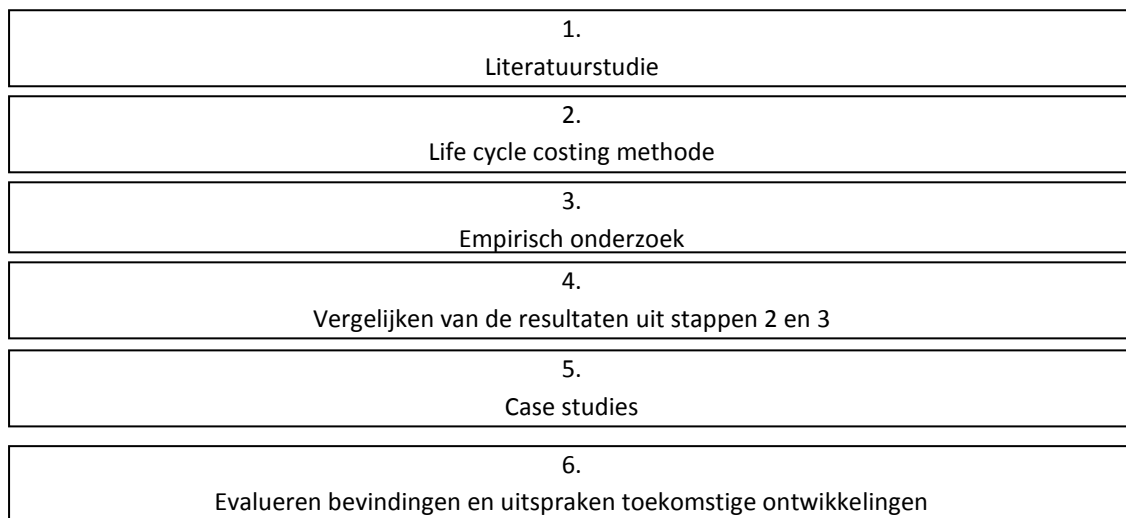 1.
Literatuurstudie
2.
Life cycle costing methode
3.
Empirisch onderzoek
4.
Vergelijken van de resultaten uit stappen 2 en 3
5.
Case studies
6.
Evalueren bevindingen en uitspraken toekomstige ontwikkelingen